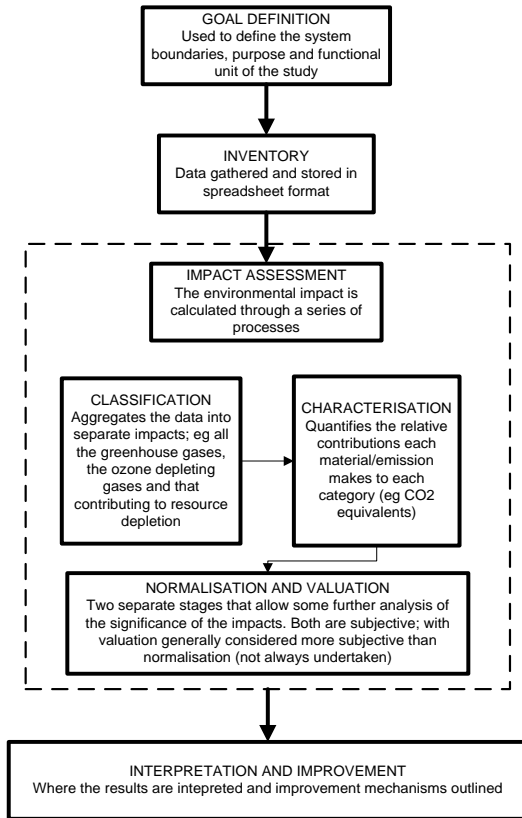 GOAL DEFINITION
Used to define the system
boundaries, purpose and functional
unit of the study
INVENTORY
Data gathered and stored in
spreadsheet format
IMPACT ASSESSMENT
The environmental impact is
calculated through a series of
processes
CLASSIFICATION
Aggregates the data into
separate impacts; eg all
the greenhouse gases,
the ozone depleting
gases and that
contributing to resource
depletion
CHARACTERISATION
Quantifies the relative
contributions each
material/emission
makes to each
category (eg CO2
equivalents)
NORMALISATION AND VALUATION
Two separate stages that allow some further analysis of
the significance of the impacts. Both are subjective; with
valuation generally considered more subjective than
normalisation (not always undertaken)
INTERPRETATION AND IMPROVEMENT
Where the results are intepreted and improvement mechanisms outlined